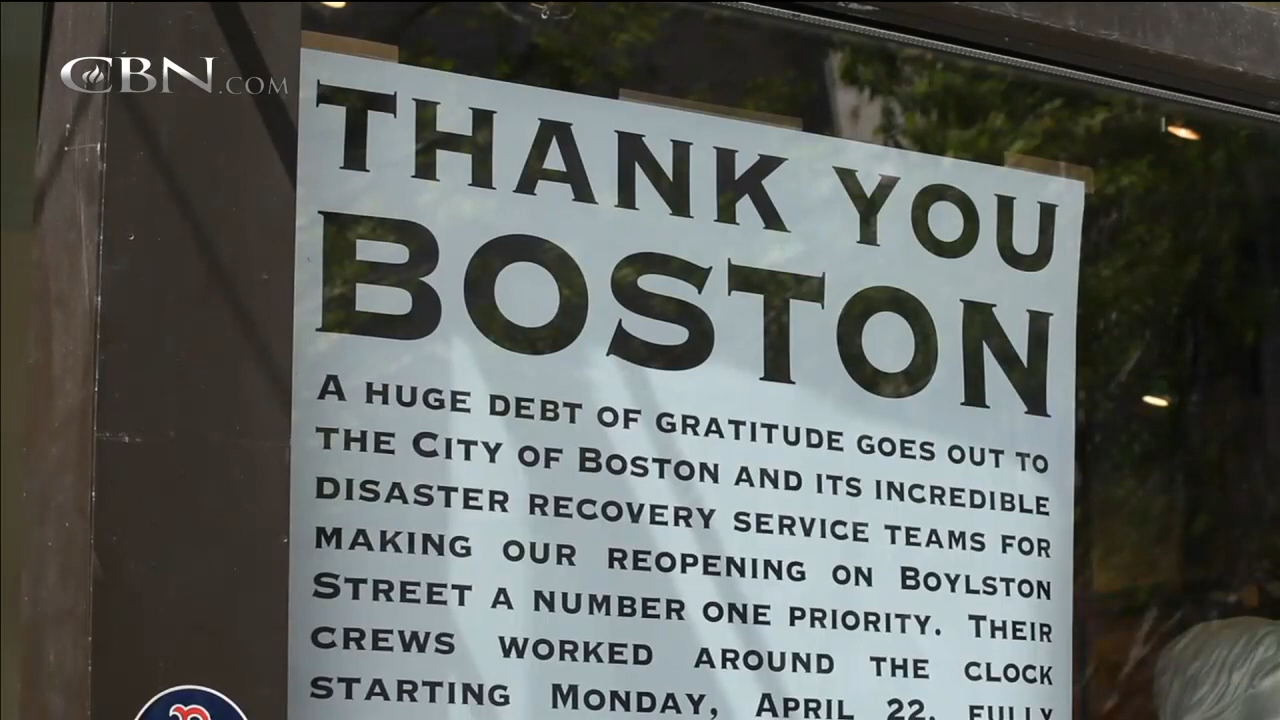 CBN.COM
THANK YOU
BOSTON
A HUGE DEBT OF GRATITUDE GOES OUT TO
THE CITY OF BOSTON AND ITS INCREDIBLE
DISASTER RECOVERY SERVICE TEAMS FOR
MAKING OUR REOPENING ON BOYLSTON
STREET A NUMBER ONE PRIORITY. THEIR
CREWS WORKED AROUND THE CLOCK
STARTING MONDAY, APRIL 22, FULLY